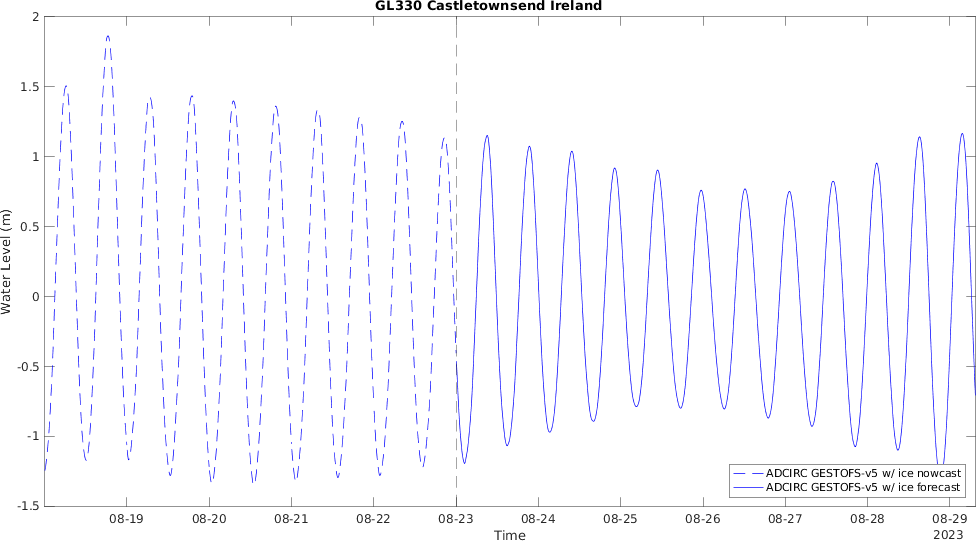 GL330 Castletownsend Ireland
2
1.5
1
0.5
0
-0.5
-1
-1.5
Water Level (m)
08-19 08-20 08-21 08-22 08-23 08-24 08-25 08-26 08-27 08-28 08-29
2023
Time
ADCIRC GESTOFS-v5 w/ ice nowcast
ADCIRC GESTOFS-v5 w/ ice forecast